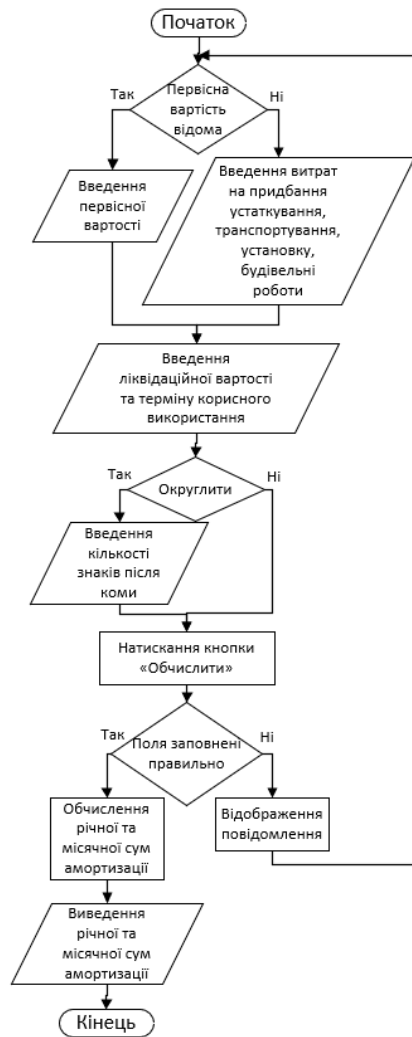 Початок
Первісна
вартість
відома
Так
Ні
Введення
первісної
вартості
Введення витрат
на придбання
устаткування,
транспортування,
установку,
будівельні
роботи
Введення
ліквідаційної вартості
та терміну корисного
використання
Округлити
Так
Ні
Введення
кількості
знаків після
коми
Натискання кнопки
«Обчислити»
Поля заповнені
правильно
Так
Ні
Обчислення
річної та
місячної сум
амортизації
Відображення
повідомлення
Виведення
річної та
місячної сум
амортизації
Кінець